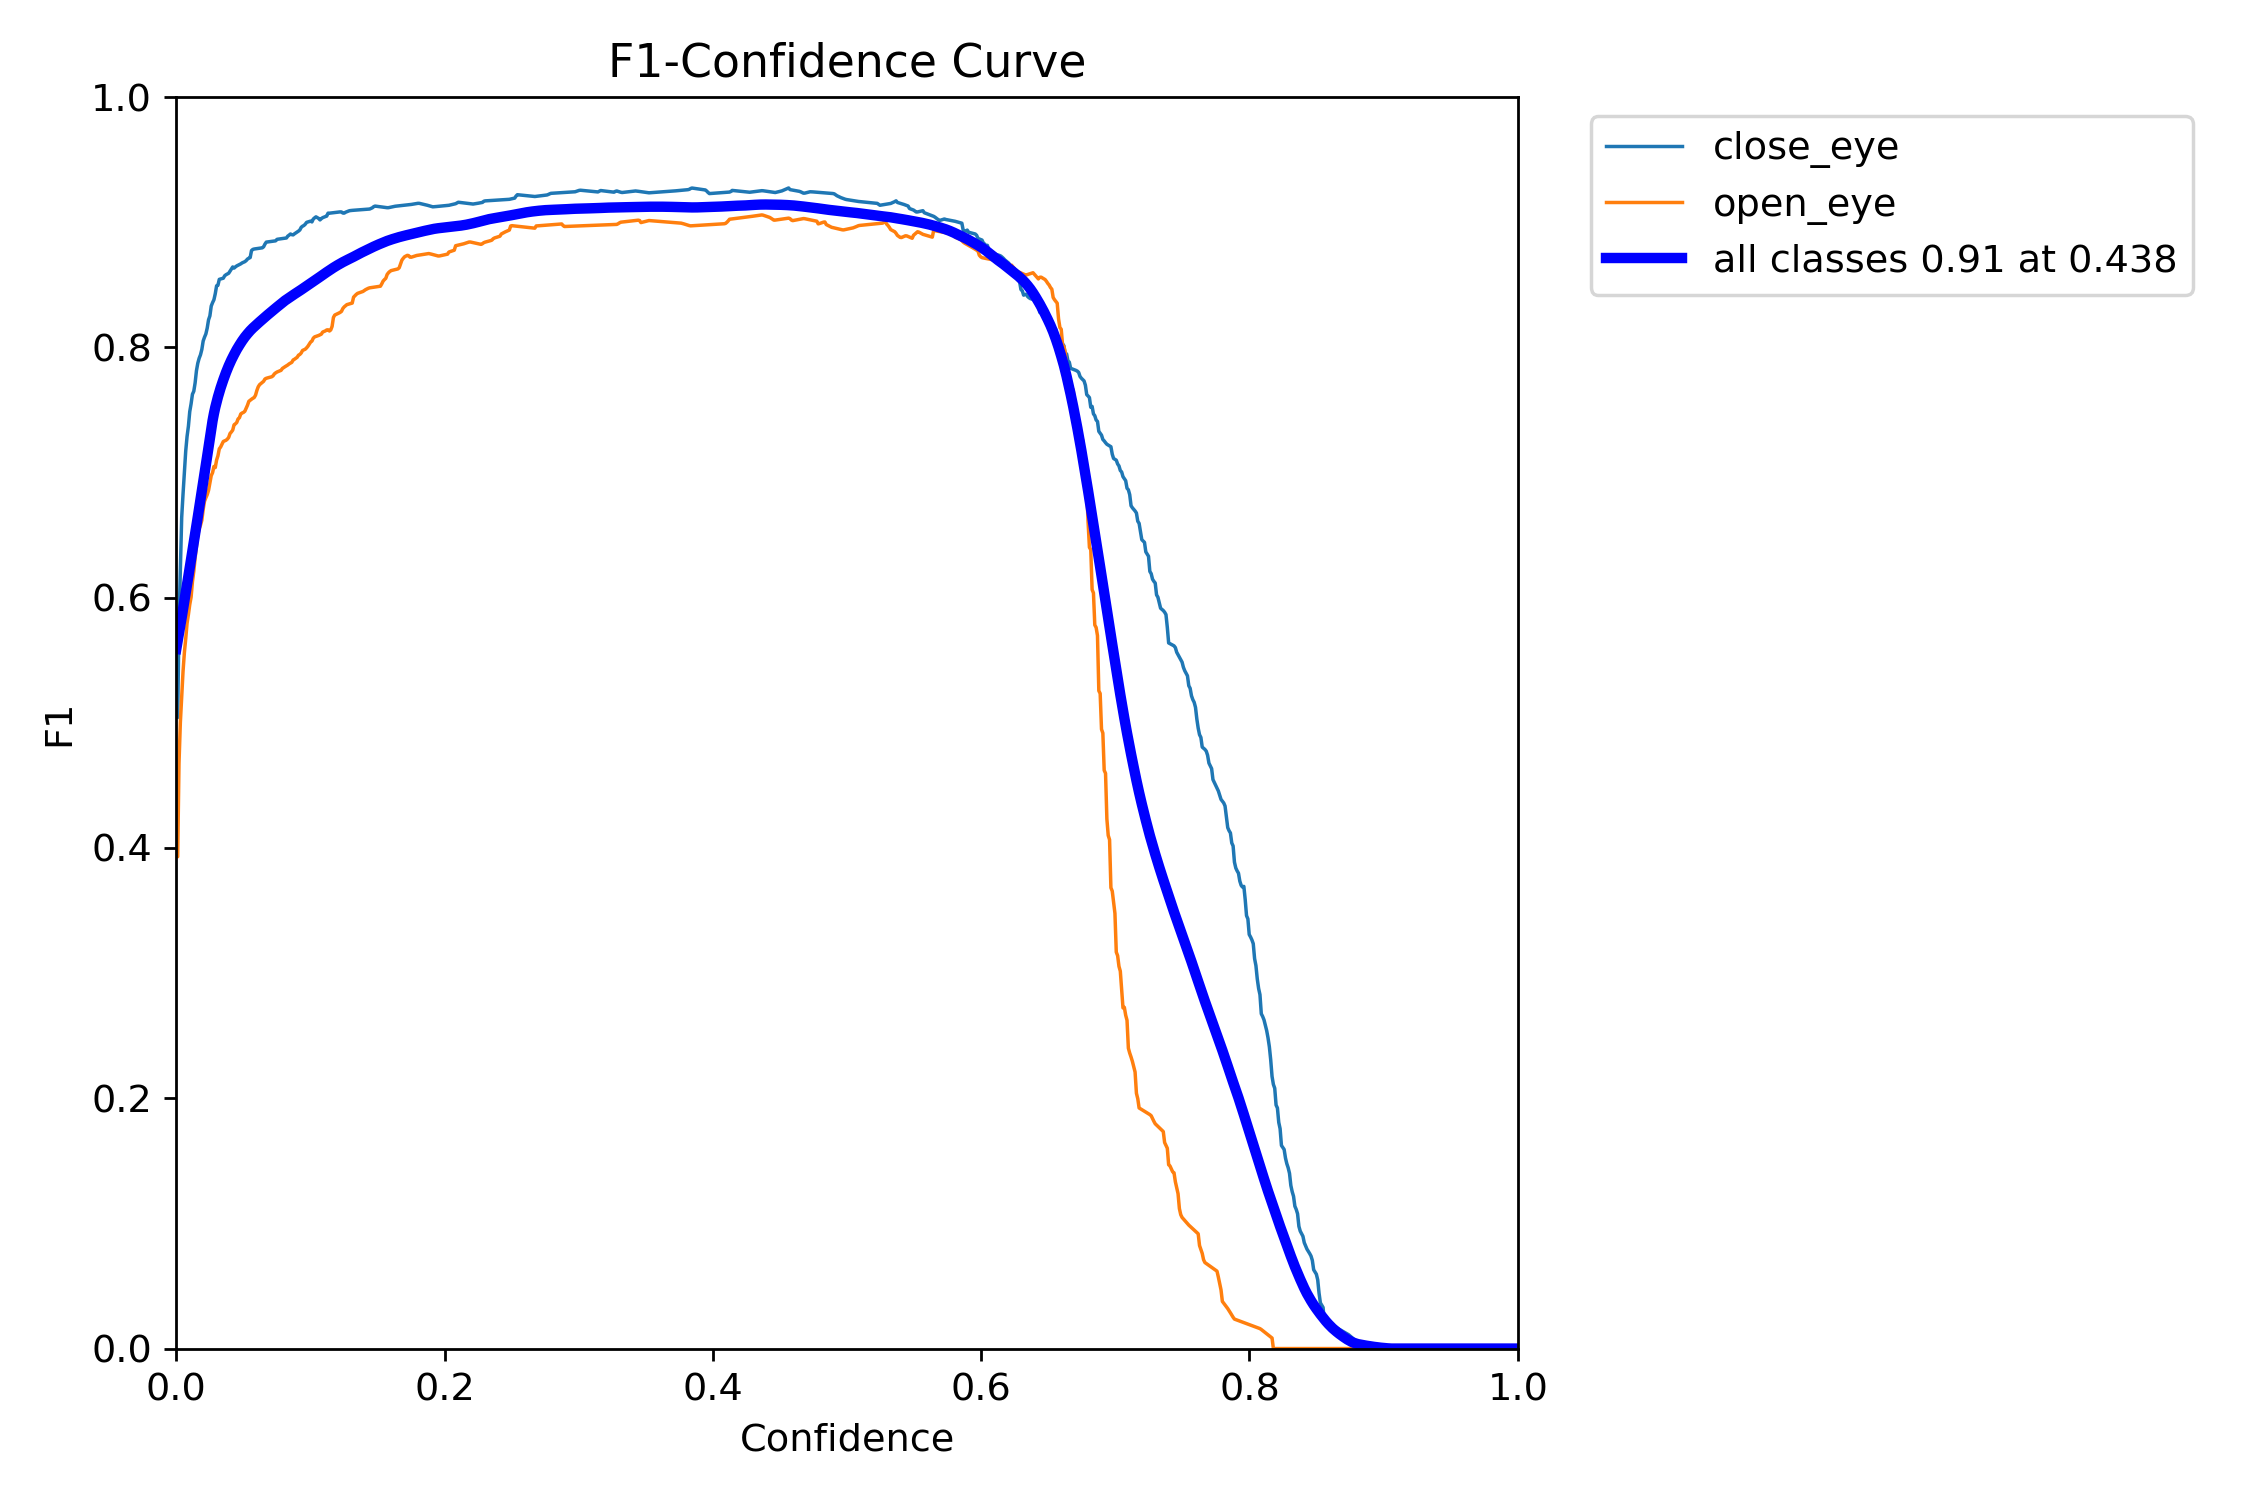 F1-Confidence Curve
close_eye
open_eye
all classes 0.91 at 0.438
1.0
0.8
0.6
0.4
0.2
0.0
F1
0.0 0.2 0.4 0.6 0.8 1.0
Confidence